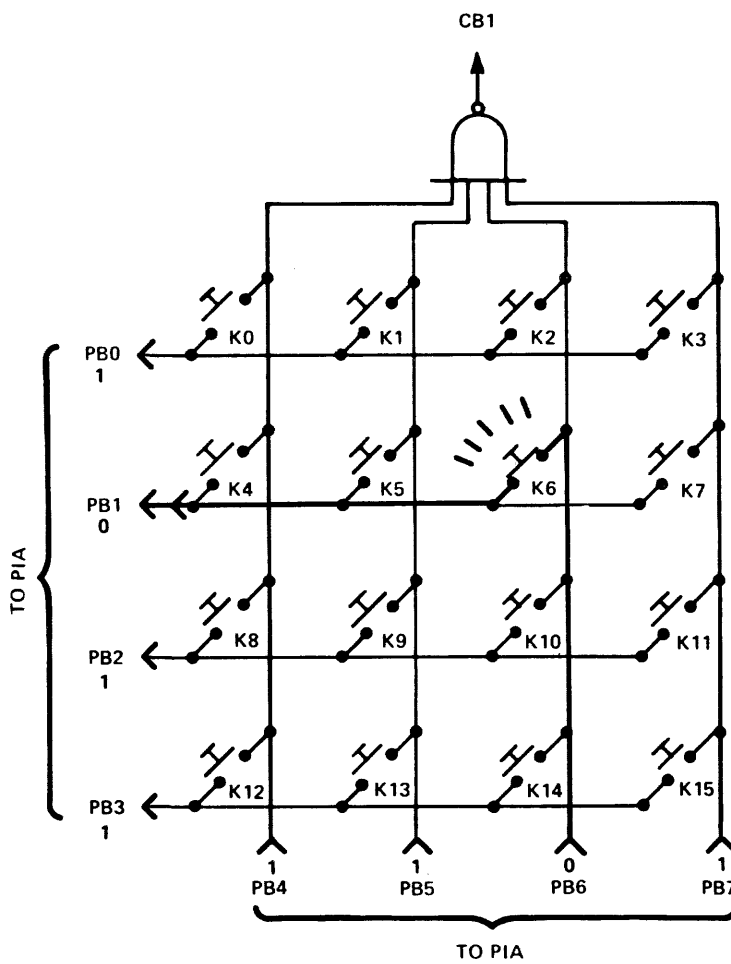 CB1
K0 K1 K2 K3
PB0
1
K4 K5 K6 K7
PB1
0
TO PIA
K8 K9 K10 K11
PB2
1
K12 K13 K14 K15
PB3
1
1 1 0 1
PB4 PB5 PB6 PB7
TO PIA